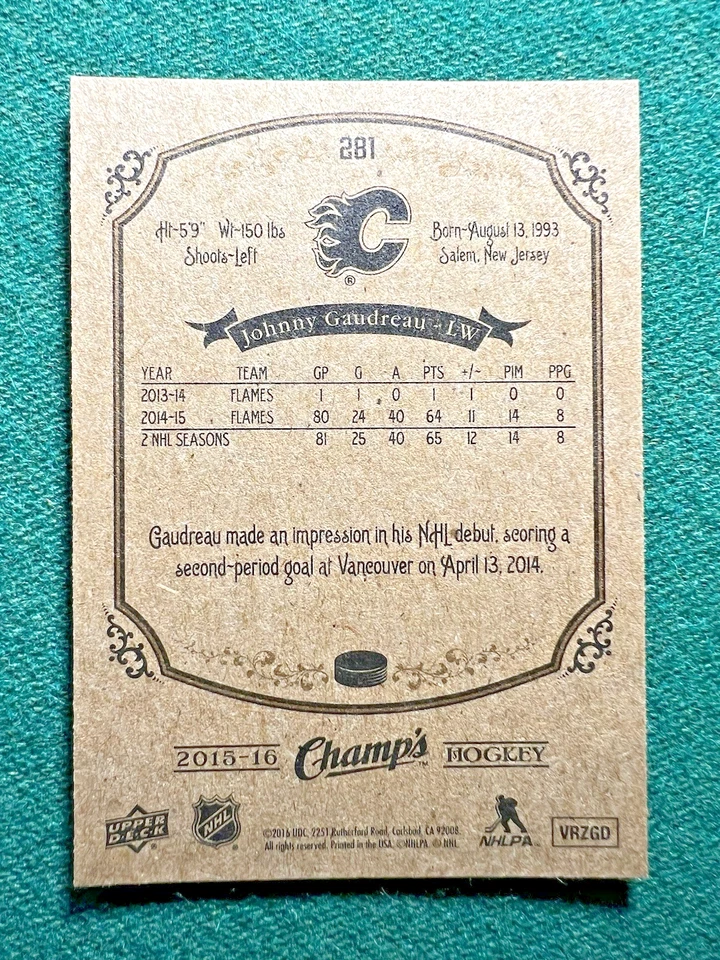 281
Ht-5'9" Wt-150 lbs
Shoots-Left
C
®
Born-August 13, 1993
Salem, New Jersey
Johnny Gaudreau - LW
YEAR TEAM GP G A PTS +/- PIM PPG
2013-14 FLAMES 1 1 0 1 1 0 0
2014-15 FLAMES 80 24 40 64 11 14 8
2 NHL SEASONS 81 25 40 65 12 14 8
Gaudreau made an impression in his NHL debut, scoring a
second-period goal at Vancouver on April 13, 2014.
2015-16 Champ's™ HOCKEY
UPPER
DECK
NHL
©2016 UDC, 2251 Rutherford Road, Carlsbad, CA 92008.
All rights reserved. Printed in the USA. ©NHLPA. ©NHL.
NHLPA™
VRZGD